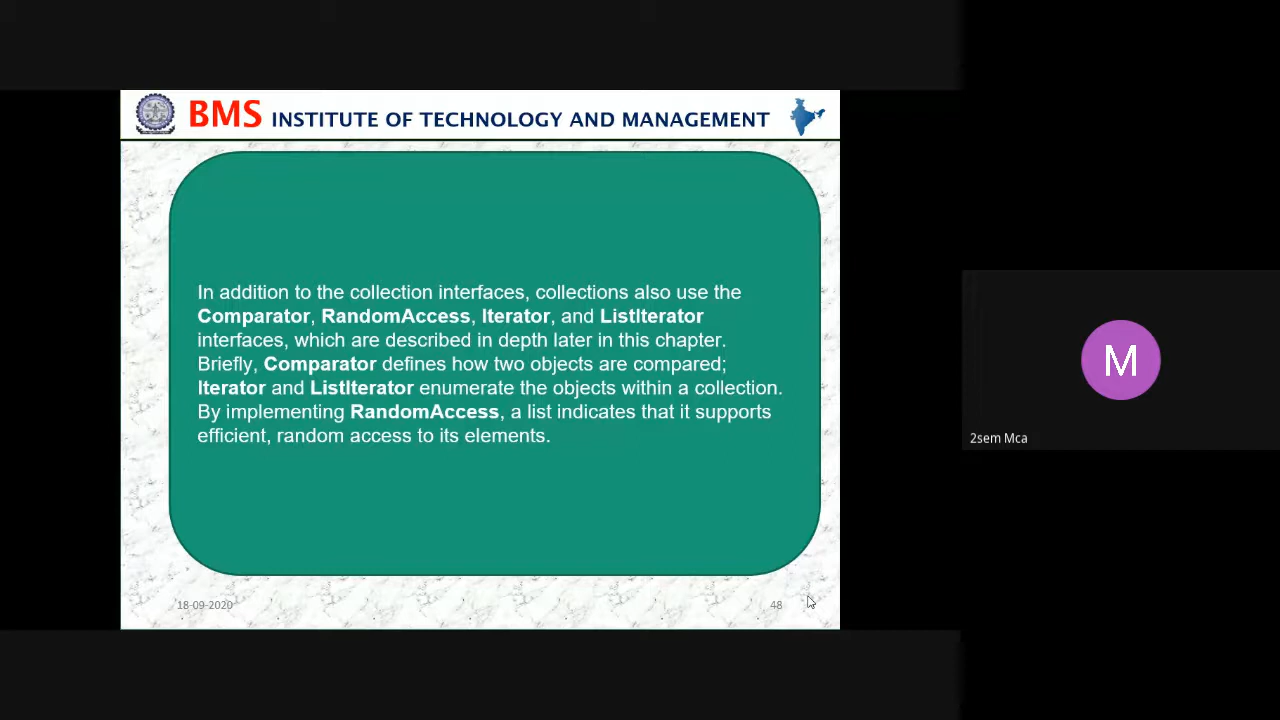 BMS INSTITUTE OF TECHNOLOGY AND MANAGEMENT
In addition to the collection interfaces, collections also use the
Comparator, RandomAccess, Iterator, and ListIterator
interfaces, which are described in depth later in this chapter.
Briefly, Comparator defines how two objects are compared;
Iterator and ListIterator enumerate the objects within a collection.
By implementing RandomAccess, a list indicates that it supports
efficient, random access to its elements.
18-09-2020
48
M
2sem Mca